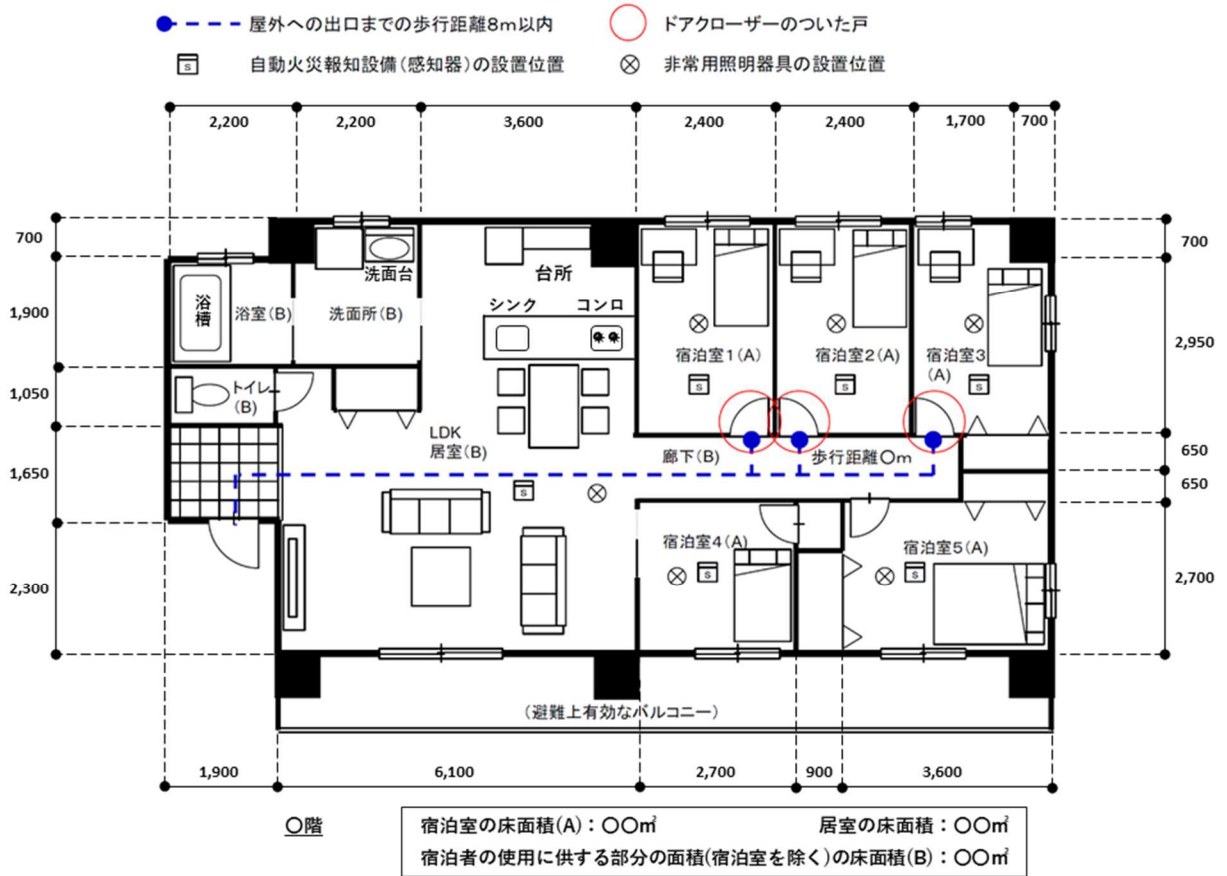 屋外への出口までの歩行距離8m以内
ドアクローザーのついた戸
S 自動火災報知設備(感知器)の設置位置
非常用照明器具の設置位置
2,200 2,200 3,600 2,400 2,400 1,700 700
700
700
洗面台
台所
浴槽
シンク コンロ
1,900
浴室(B)
洗面所(B)
2,950
宿泊室1(A)
宿泊室2(A)
宿泊室3
(A)
S
S
S
1,050
トイレ
(B)
LDK
居室(B)
廊下(B)
歩行距離〇m
650
650
1,650
S
宿泊室4(A)
宿泊室5(A)
S
S
2,300
2,700
(避難上有効なバルコニー)
1,900 6,100 2,700 900 3,600
〇階
宿泊室の床面積(A):〇〇㎡ 居室の床面積:〇〇㎡
宿泊者の使用に供する部分の面積(宿泊室を除く)の床面積(B):〇〇㎡